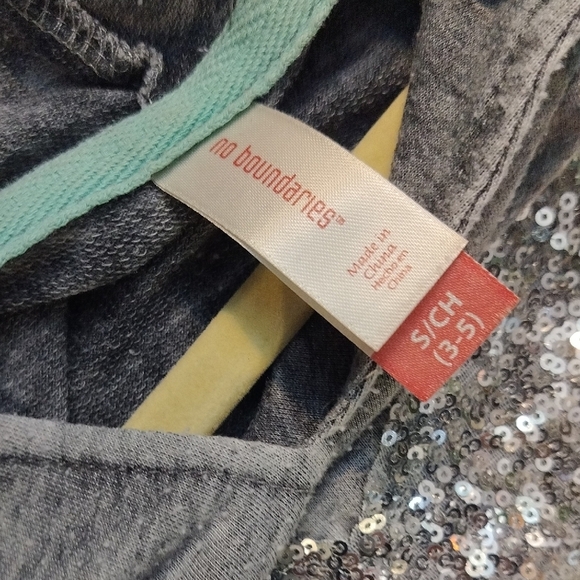 no boundaries™
Made in
China
Hecho en
China
S/CH
(3-5)